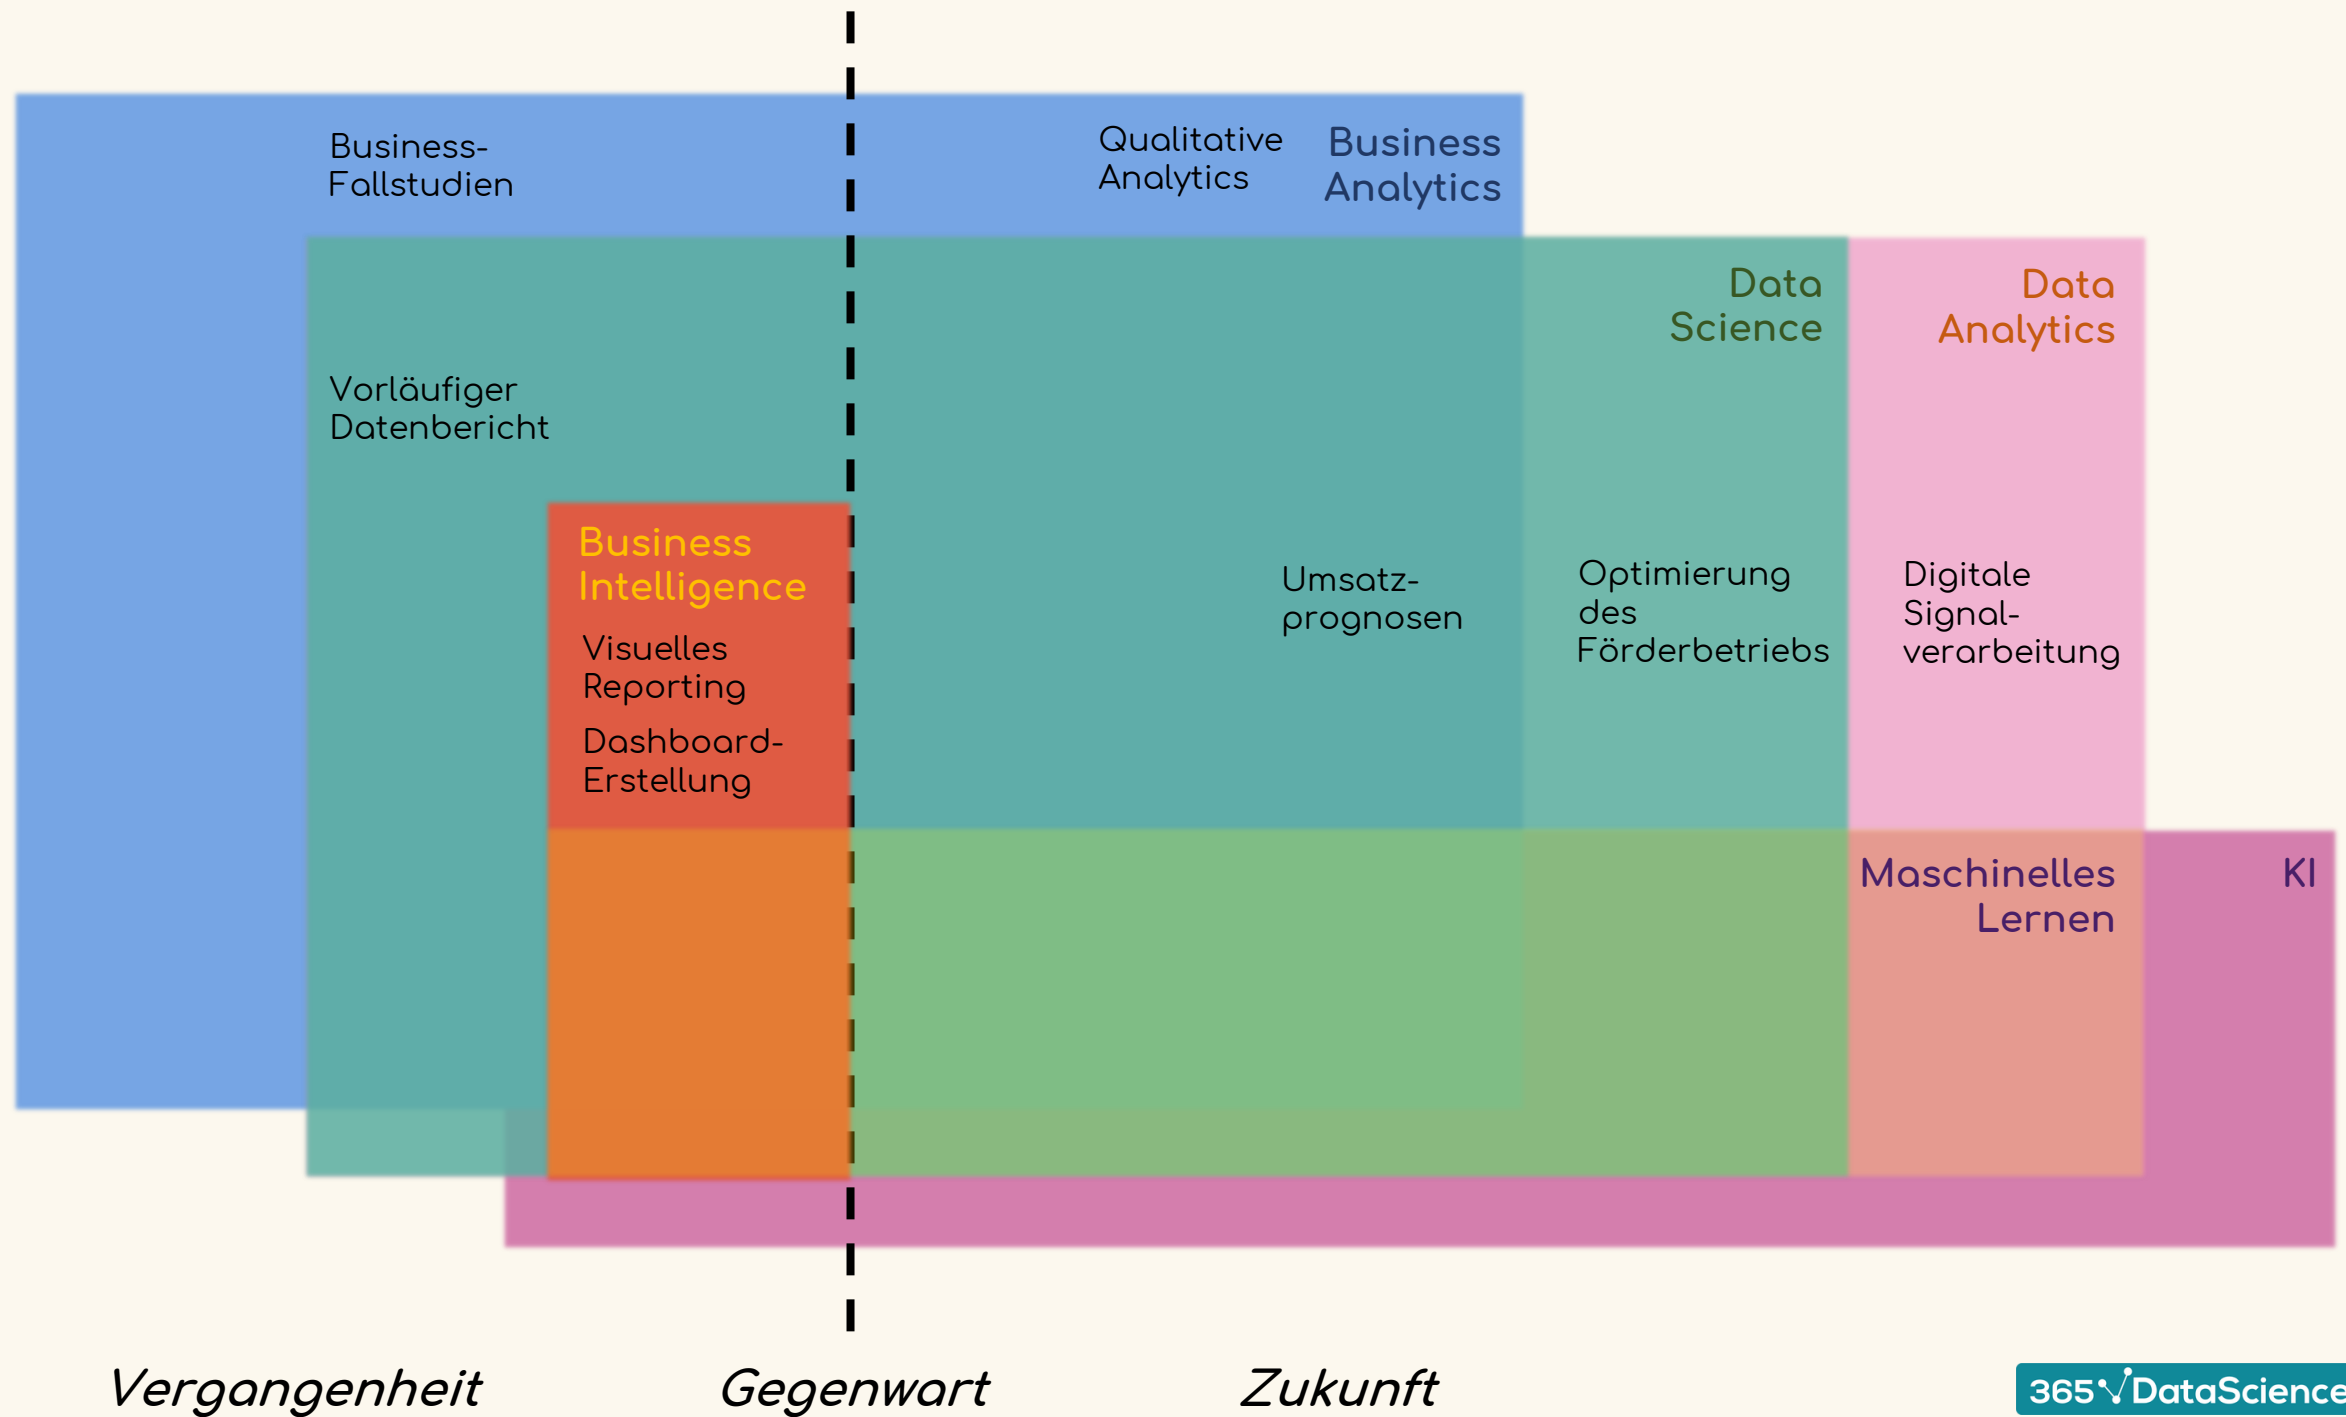 Business-
Fallstudien
Qualitative
Analytics
Business
Analytics
Data
Science
Data
Analytics
Vorläufiger
Datenbericht
Business
Intelligence
Visuelles
Reporting
Dashboard-
Erstellung
Umsatz-
prognosen
Optimierung
des
Förderbetriebs
Digitale
Signal-
verarbeitung
Maschinelles
Lernen
KI
Vergangenheit
Gegenwart
Zukunft
365 DataScience